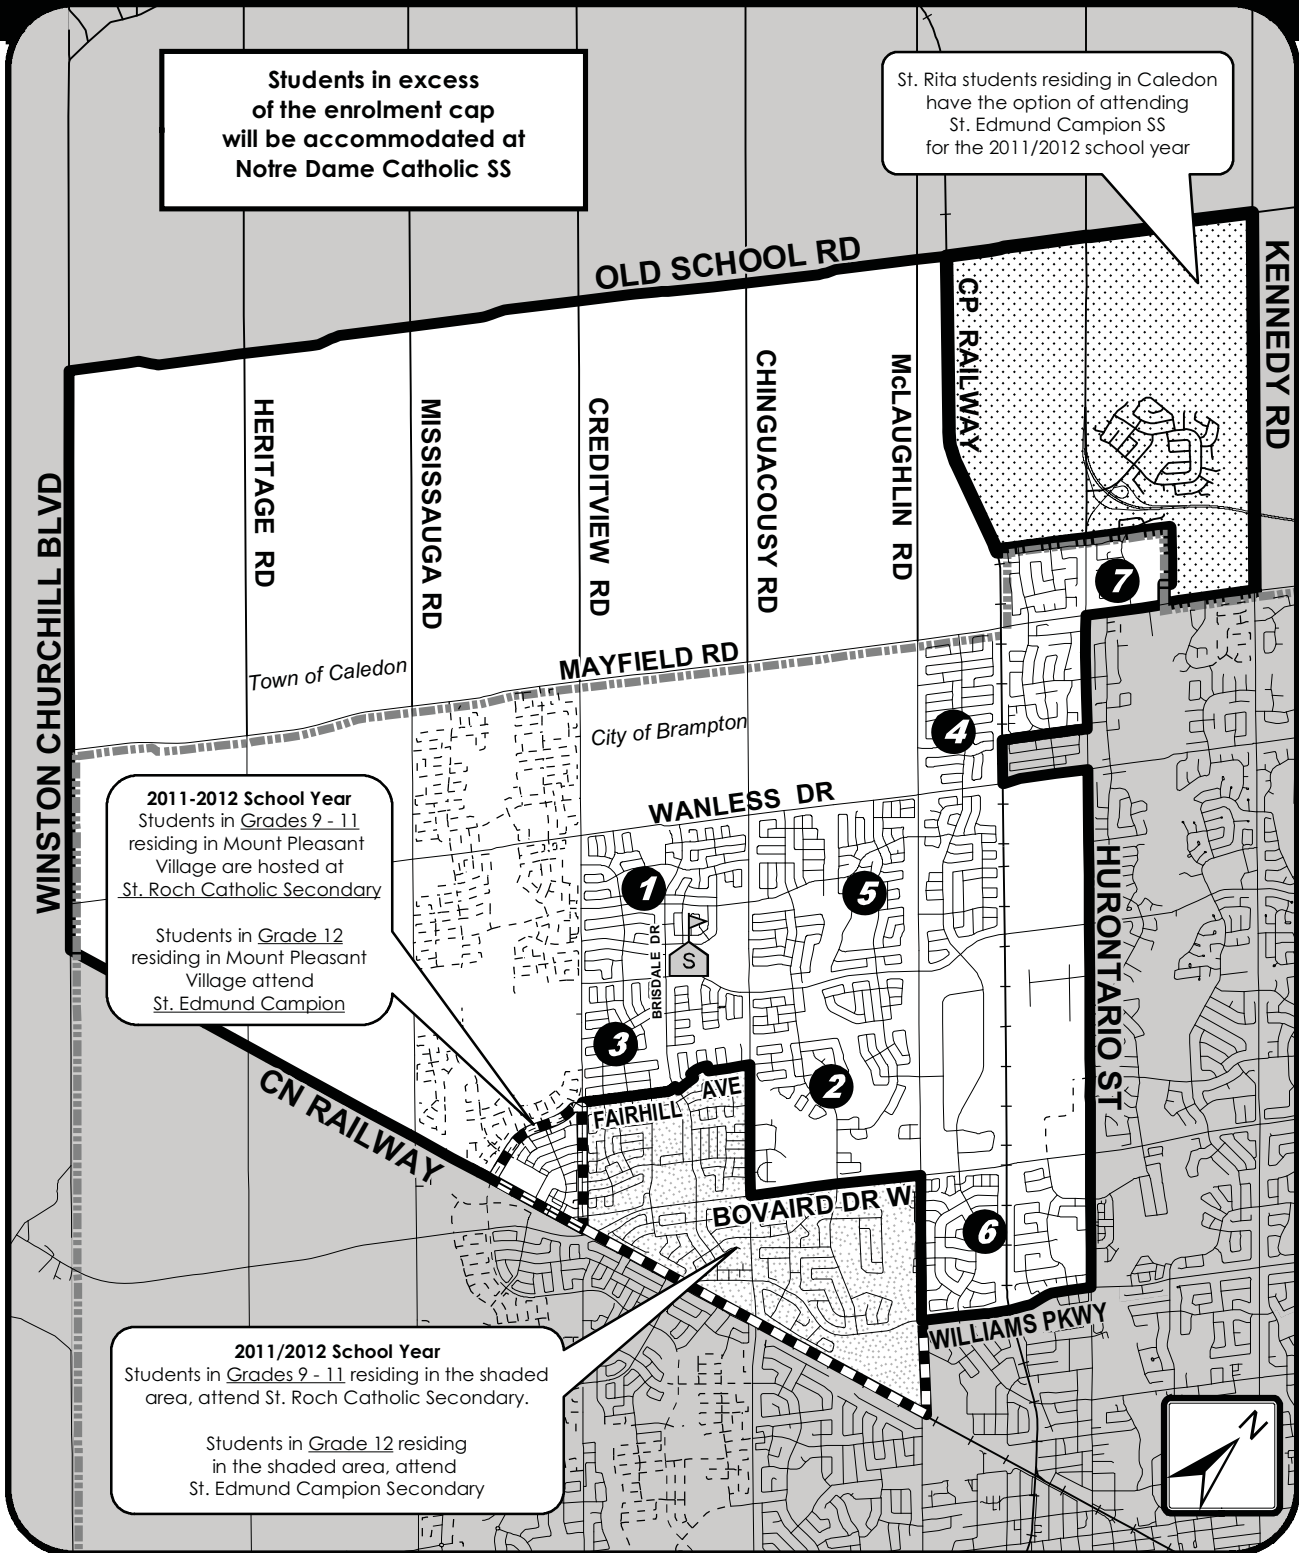 Students in excess
of the enrolment cap
will be accommodated at
Notre Dame Catholic SS
St. Rita students residing in Caledon
have the option of attending
St. Edmund Campion SS
for the 2011/2012 school year
OLD SCHOOL RD
KENNEDY RD
CP RAILWAY
McLAUGHLIN RD
CHINGUACOUSY RD
CREDITVIEW RD
MISSISSAUGA RD
HERITAGE RD
WINSTON CHURCHILL BLVD
7
MAYFIELD RD
Town of Caledon
City of Brampton
4
WANLESS DR
2011-2012 School Year
Students in Grades 9 - 11
residing in Mount Pleasant
Village are hosted at
St. Roch Catholic Secondary
Students in Grade 12
residing in Mount Pleasant
Village attend
St. Edmund Campion
1
5
BRISDALE DR
S
HURONTARIO ST
3
2
FAIRHILL AVE
CN RAILWAY
BOVAIRD DR W
6
WILLIAMS PKWY
2011/2012 School Year
Students in Grades 9 - 11 residing in the shaded
area, attend St. Roch Catholic Secondary.
Students in Grade 12 residing
in the shaded area, attend
St. Edmund Campion Secondary
N